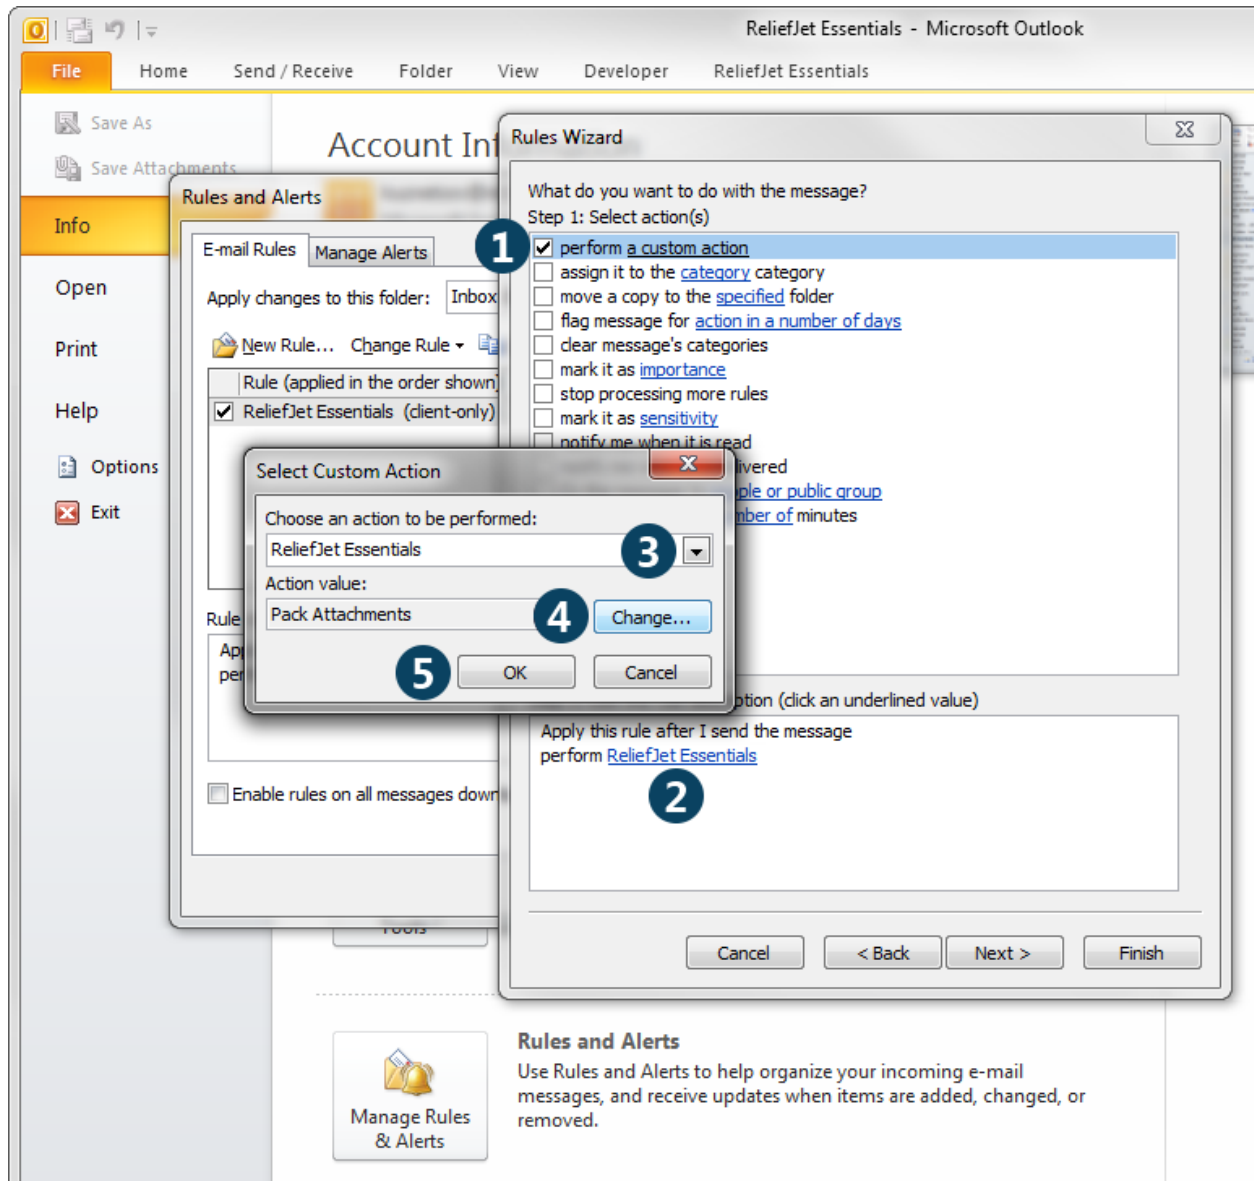 ReliefJet Essentials - Microsoft Outlook
File Home Send / Receive Folder View Developer ReliefJet Essentials
Save As
Save Attachments
Info
Open
Print
Help
Options
Exit
Account
Rules and Alerts
E-mail Rules Manage Alerts
Apply changes to this folder: Inbox
New Rule... Change Rule
Rule (applied in the order shown)
ReliefJet Essentials (client-only)
Rule
Enable rules on all messages
Rules Wizard
What do you want to do with the message?
Step 1: Select action(s)
1 perform a custom action
assign it to the category category
move a copy to the specified folder
flag message for action in a number of days
clear message's categories
mark it as importance
stop processing more rules
mark it as sensitivity
notify me when it is read
or public group
of minutes
Select Custom Action
Choose an action to be performed:
ReliefJet Essentials 3
Action value:
Pack Attachments 4 Change...
5 OK Cancel
(click an underlined value)
Apply this rule after I send the message
perform ReliefJet Essentials
2
Cancel < Back Next > Finish
Tools
Manage Rules
& Alerts
Rules and Alerts
Use Rules and Alerts to help organize your incoming e-mail
messages, and receive updates when items are added, changed, or
removed.